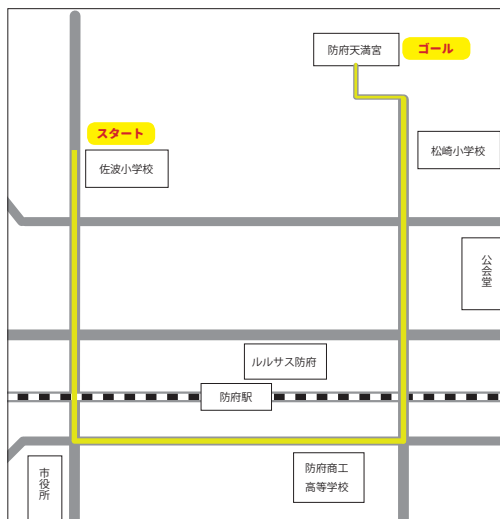 防府天満宮
ゴール
スタート
松崎小学校
佐波小学校
公会堂
ルルサス防府
防府駅
防府商工
高等学校
市役所